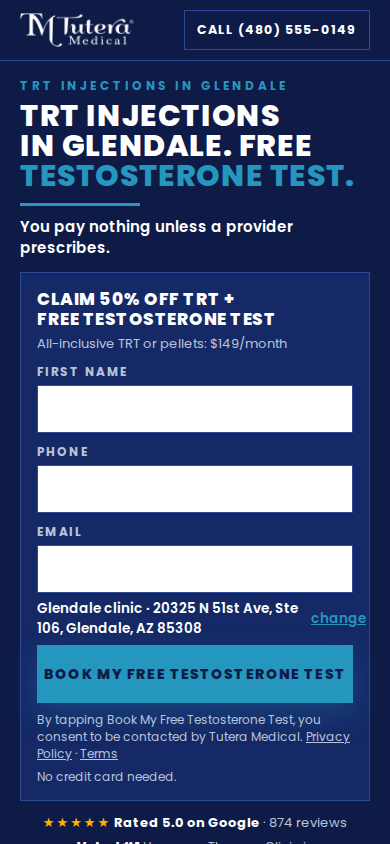 Tutera
Medical
CALL (480) 555-0149
TRT INJECTIONS IN GLENDALE
TRT INJECTIONS
IN GLENDALE. FREE
TESTOSTERONE TEST.
You pay nothing unless a provider
prescribes.
CLAIM 50% OFF TRT +
FREE TESTOSTERONE TEST
All-inclusive TRT or pellets: $149/month
FIRST NAME
PHONE
EMAIL
Glendale clinic · 20325 N 51st Ave, Ste
106, Glendale, AZ 85308
change
BOOK MY FREE TESTOSTERONE TEST
By tapping Book My Free Testosterone Test, you
consent to be contacted by Tutera Medical. Privacy
Policy · Terms
No credit card needed.
★★★★★ Rated 5.0 on Google · 874 reviews